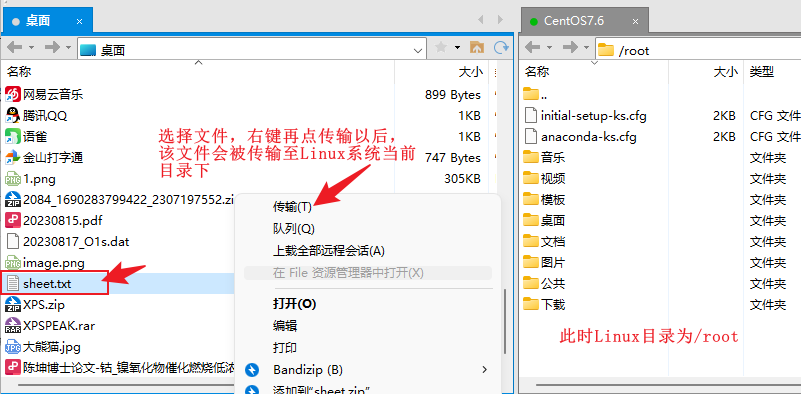 桌面 ×
CentOS7.6 ×
桌面
/root
名称 大小
名称 大小 类型
网易云音乐 899 Bytes
腾讯QQ 1KB
语雀 1KB
金山打字通 747 Bytes
1.png 305KB
2084_1690283799422_2307197552.zi
20230815.pdf
20230817_O1s.dat
image.png
sheet.txt
XPS.zip
XPSPEAK.rar
大熊猫.jpg
陈坤博士论文-钴_镍氧化物催化燃烧低浓
选择文件，右键再点传输以后，
该文件会被传输至Linux系统当前
目录下
传输(T)
队列(Q)
上载全部远程会话(A)
在 File 资源管理器中打开(X)
打开(O)
编辑
打印
Bandizip (B)
添加到"sheet.zip"
..
initial-setup-ks.cfg 2KB CFG 文件
anaconda-ks.cfg 2KB CFG 文件
音乐 文件夹
视频 文件夹
模板 文件夹
桌面 文件夹
文档 文件夹
图片 文件夹
公共 文件夹
下载 文件夹
此时Linux目录为/root